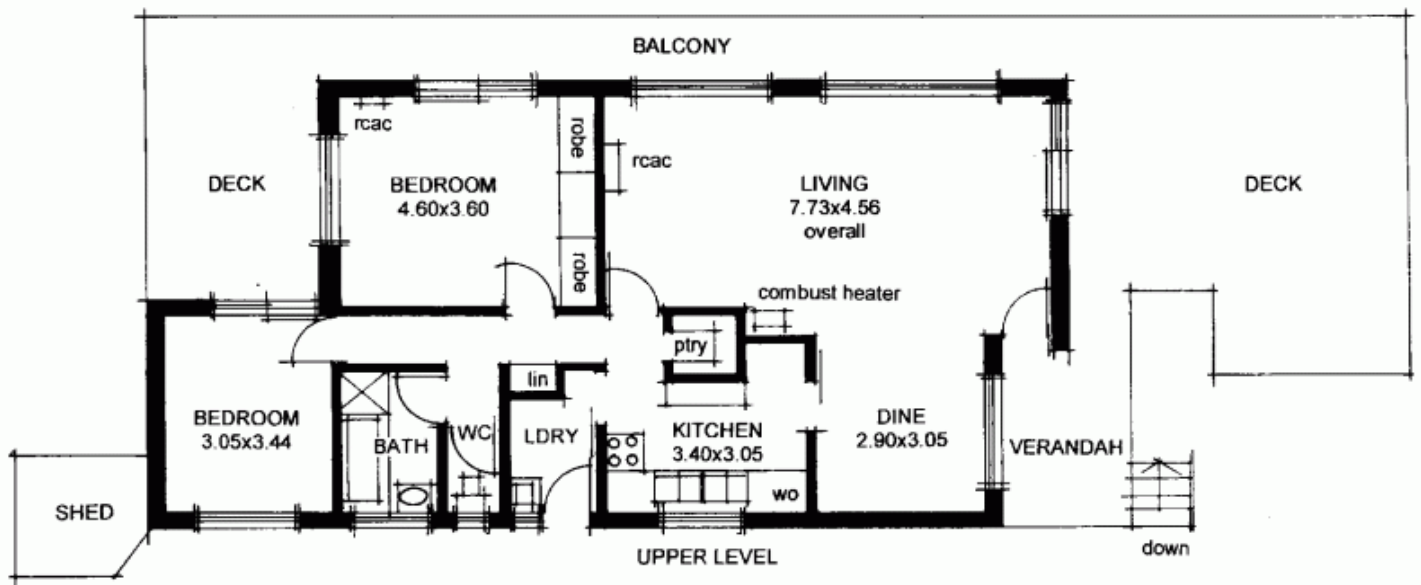 BALCONY
rcac
robe
rcac
DECK
BEDROOM
4.60x3.60
LIVING
7.73x4.56
overall
DECK
robe
combust heater
ptry
lin
BEDROOM
3.05x3.44
BATH
WC
LDRY
KITCHEN
3.40x3.05
DINE
2.90x3.05
VERANDAH
wo
SHED
UPPER LEVEL
down